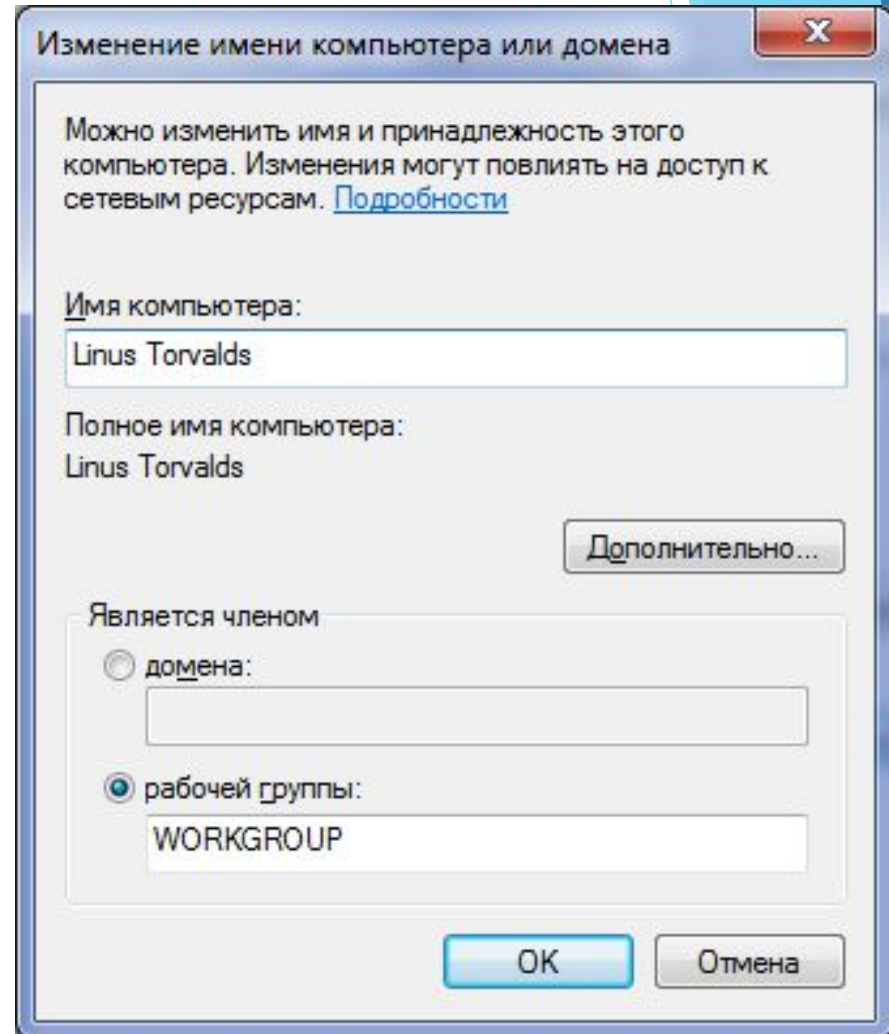 Изменение имени компьютера или домена
Можно изменить имя и принадлежность этого
компьютера. Изменения могут повлиять на доступ к
сетевым ресурсам. Подробности
Имя компьютера:
Linus Torvalds
Полное имя компьютера:
Linus Torvalds
Дополнительно...
Является членом
домена:
рабочей группы:
WORKGROUP
OK
Отмена